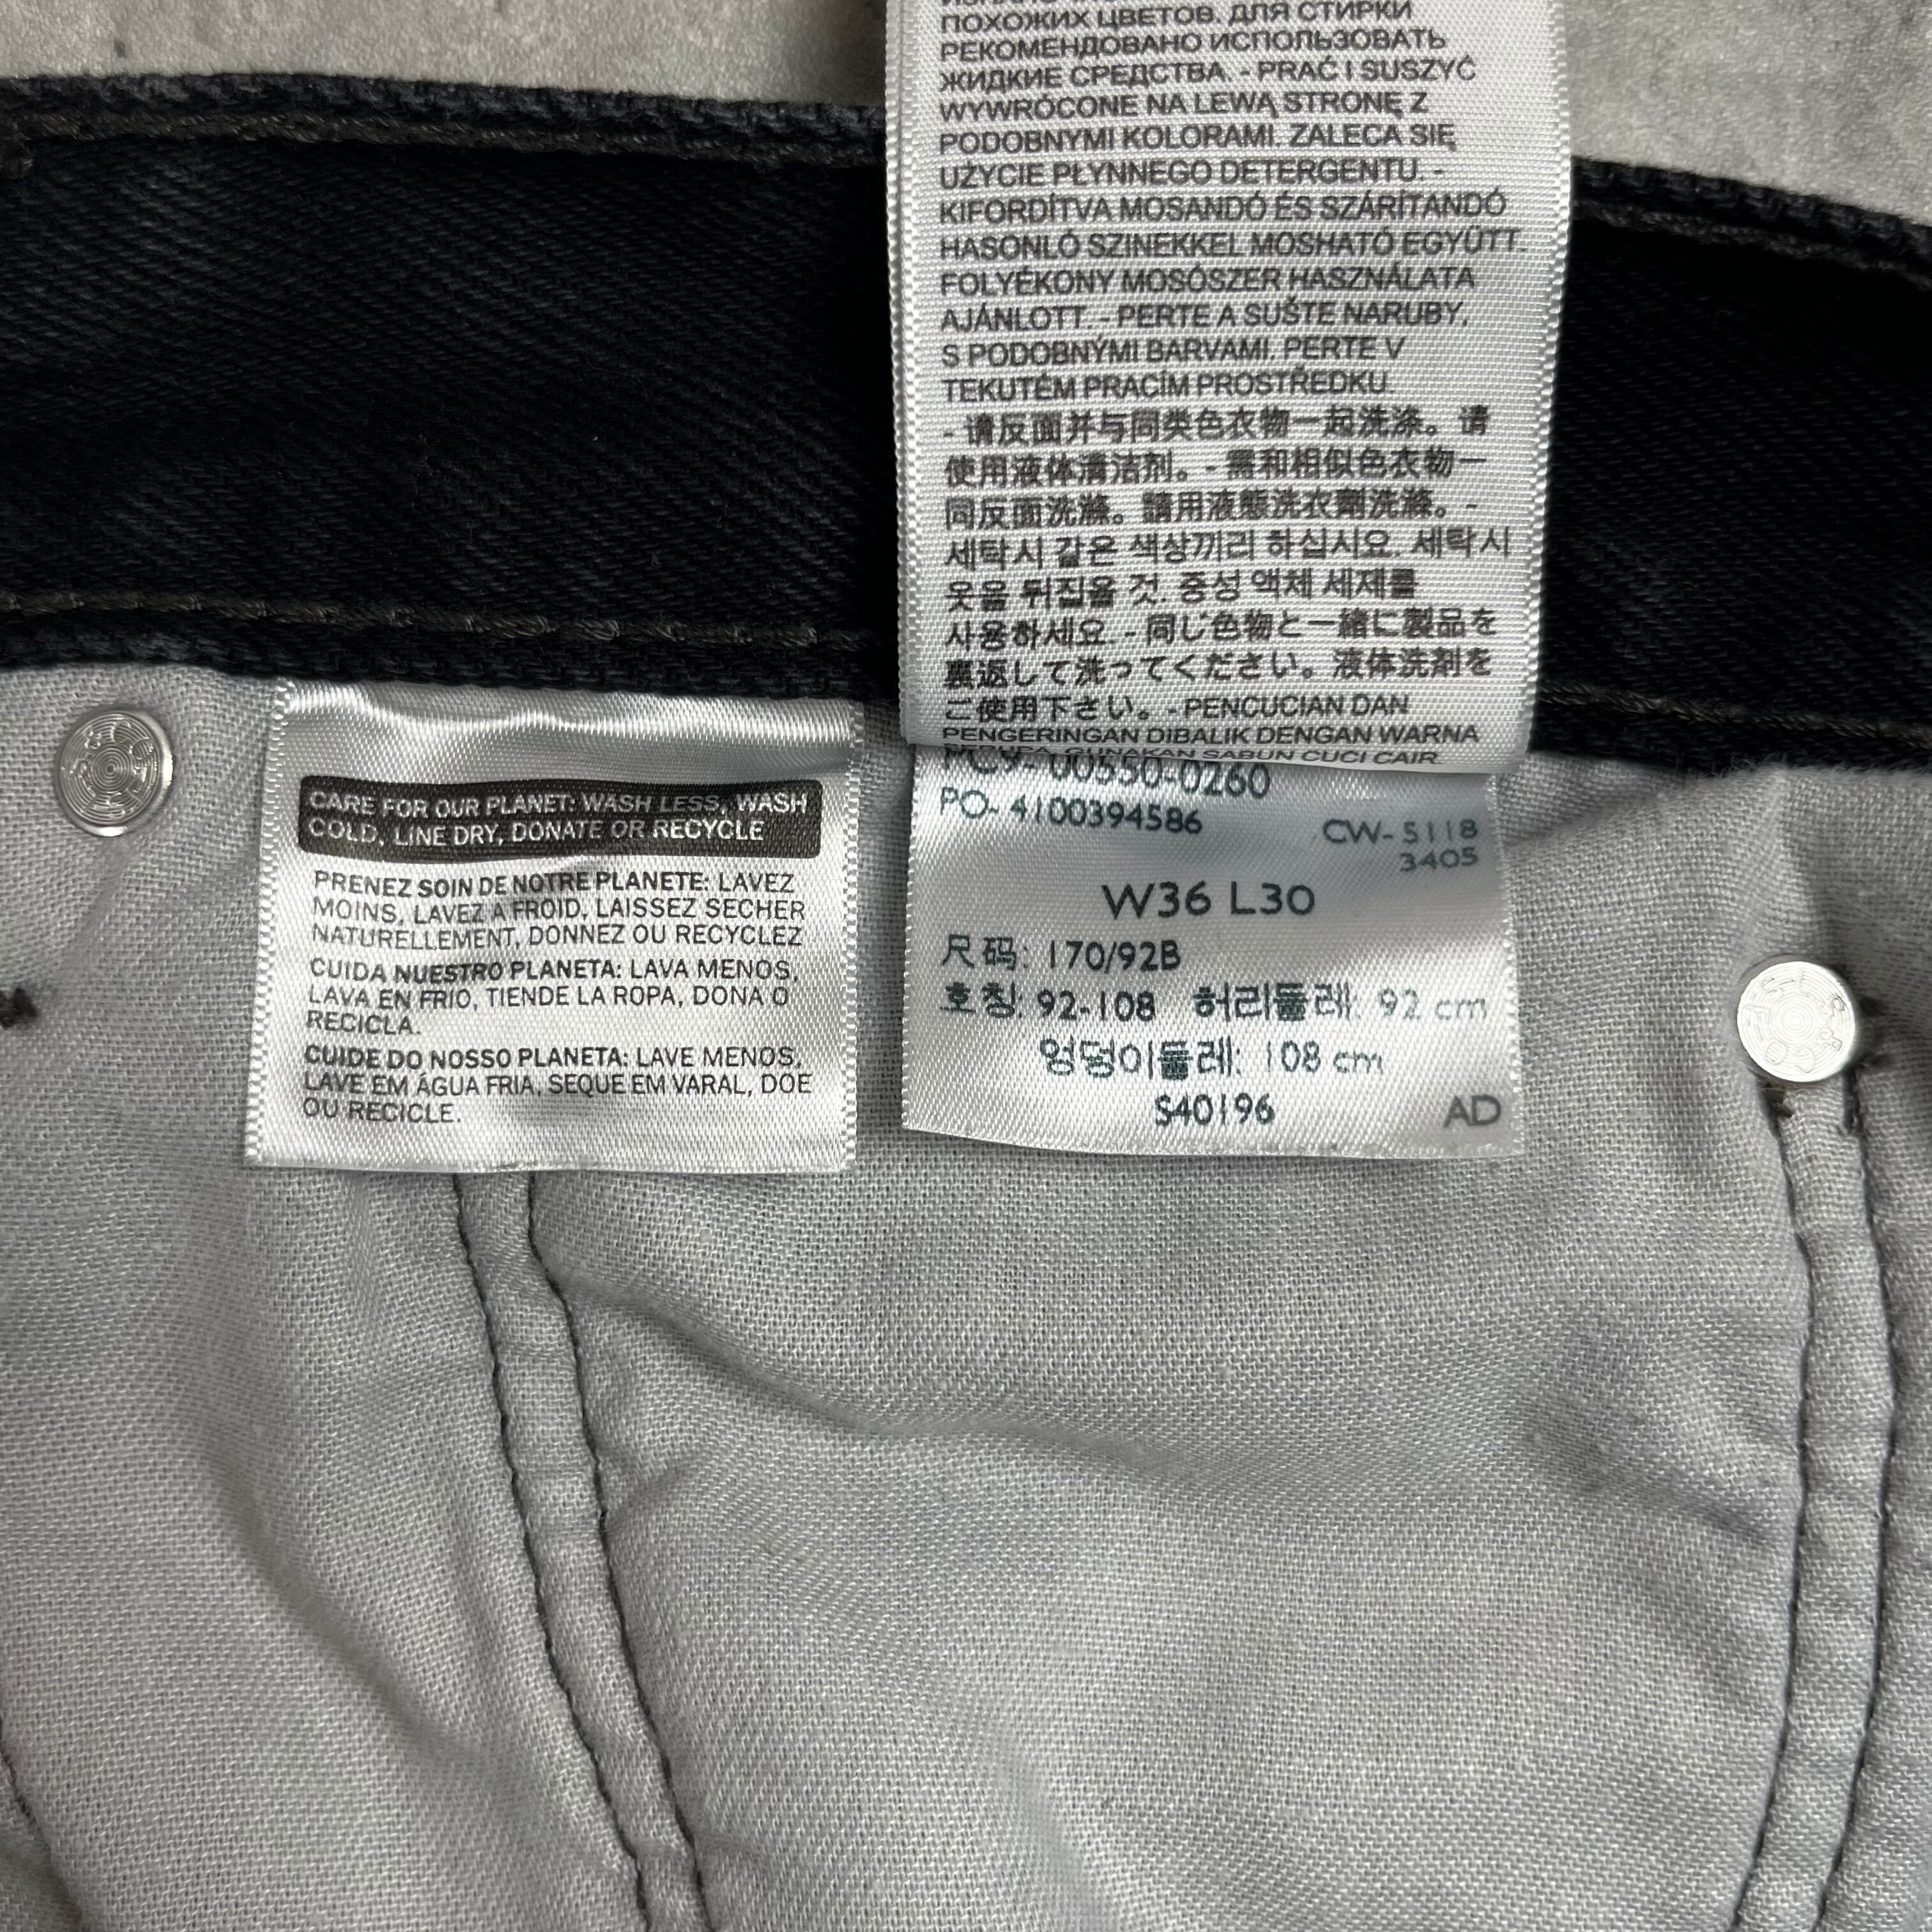 ПОХОЖИХ ЦВЕТОВ. ДЛЯ СТИРКИ
РЕКОМЕНДОВАНО ИСПОЛЬЗОВАТЬ
ЖИДКИЕ СРЕДСТВА. - PRAĆ I SUSZYĆ
WYWRÓCONE NA LEWĄ STRONĘ Z
PODOBNYMI KOLORAMI. ZALECA SIĘ
UŻYCIE PŁYNNEGO DETERGENTU. -
KIFORDÍTVA MOSANDÓ ÉS SZÁRÍTANDÓ
HASONLÓ SZINEKKEL MOSHATÓ EGYÜTT.
FOLYÉKONY MOSÓSZER HASZNÁLATA
AJÁNLOTT. - PERTE A SUŠTE NARUBY,
S PODOBNÝMI BARVAMI. PERTE V
TEKUTÉM PRACÍM PROSTŘEDKU.
- 请反面并与同类色衣物一起洗涤。请
使用液体清洁剂。- 需和相似色衣物一
同反面洗滌。請用液態洗衣劑洗滌。-
세탁시 같은 색상끼리 하십시요. 세탁시
옷을 뒤집을 것. 중성 액체 세제를
사용하세요. - 同じ色物と一緒に製品を
裏返して洗ってください。液体洗剤を
ご使用下さい。- PENCUCIAN DAN
PENGERINGAN DIBALIK DENGAN WARNA
SERUPA. GUNAKAN SABUN CUCI CAIR.
PC9- 00550-0260
PO- 4100394586
CW- 5118
3405
W36 L30
尺码: 170/92B
호칭 92-108 허리둘레: 92 cm
엉덩이둘레: 108 cm
S40196 AD
CARE FOR OUR PLANET: WASH LESS, WASH
COLD, LINE DRY, DONATE OR RECYCLE
PRENEZ SOIN DE NOTRE PLANETE: LAVEZ
MOINS, LAVEZ A FROID, LAISSEZ SECHER
NATURELLEMENT, DONNEZ OU RECYCLEZ
CUIDA NUESTRO PLANETA: LAVA MENOS,
LAVA EN FRIO, TIENDE LA ROPA, DONA O
RECICLA.
CUIDE DO NOSSO PLANETA: LAVE MENOS,
LAVE EM ÁGUA FRIA, SEQUE EM VARAL, DOE
OU RECICLE.